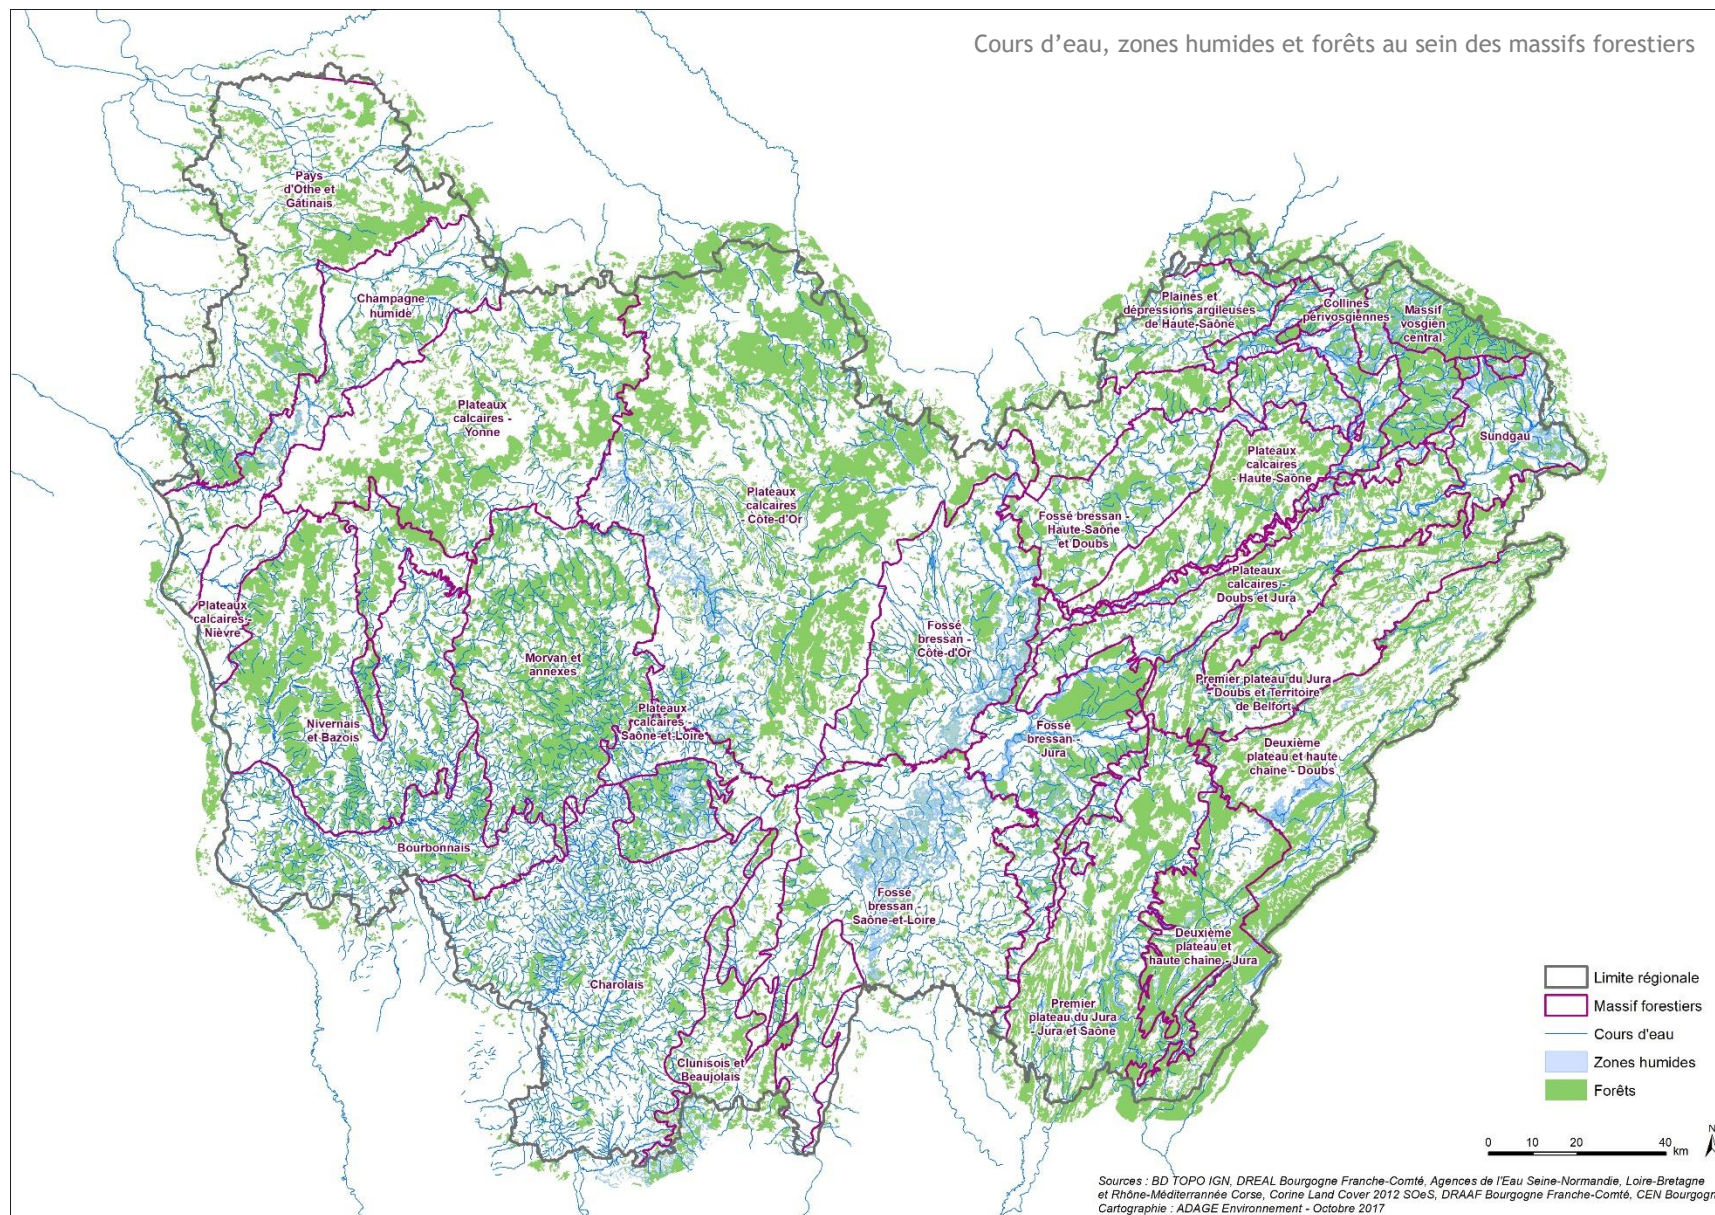 Cours d'eau, zones humides et forêts au sein des massifs forestiers
Pays
d'Othe et
Gâtinais
Champagne
humide
Plaines et
dépressions argileuses
de Haute-Saône
Collines
périvosgiennes
Massif
vosgien
central
Plateaux
calcaires -
Yonne
Sundgau
Plateaux
calcaires
- Haute-Saône
Plateaux
calcaires
- Côte-d'Or
Fossé bressan -
Haute-Saône
et Doubs
Plateaux
calcaires -
Doubs et Jura
Plateaux
calcaires -
Nièvre
Fossé
bressan -
Côte-d'Or
Morvan et
annexes
Premier plateau du Jura
- Doubs et Territoire
de Belfort
Nivernais
et Bazois
Plateaux
calcaires -
Saône-et-Loire
Fossé
bressan -
Jura
Deuxième
plateau et haute
chaîne - Doubs
Bourbonnais
Fossé
bressan -
Saône-et-Loire
Deuxième
plateau et
haute chaîne - Jura
Charolais
Premier
plateau du Jura
- Jura et Saône
Clunisois et
Beaujolais
Limite régionale
Massif forestiers
Cours d'eau
Zones humides
Forêts
0 10 20 40
km
N
Sources : BD TOPO IGN, DREAL Bourgogne Franche-Comté, Agences de l'Eau Seine-Normandie, Loire-Bretagne
et Rhône-Méditerrannée Corse, Corine Land Cover 2012 SOeS, DRAAF Bourgogne Franche-Comté, CEN Bourgogn
Cartographie : ADAGE Environnement - Octobre 2017